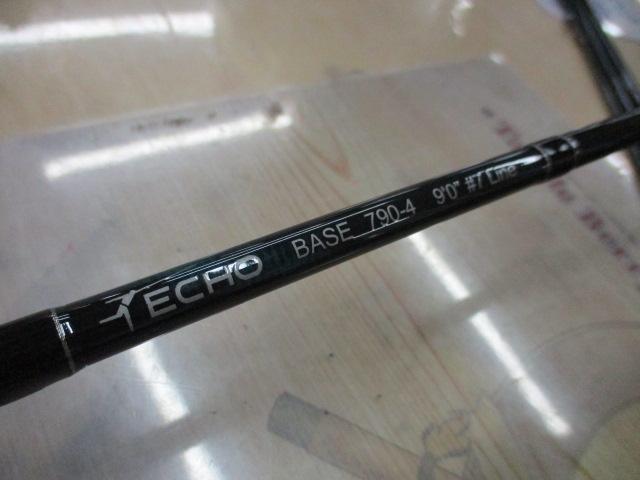 ECHO BASE 790-4 9'0" #7 Line